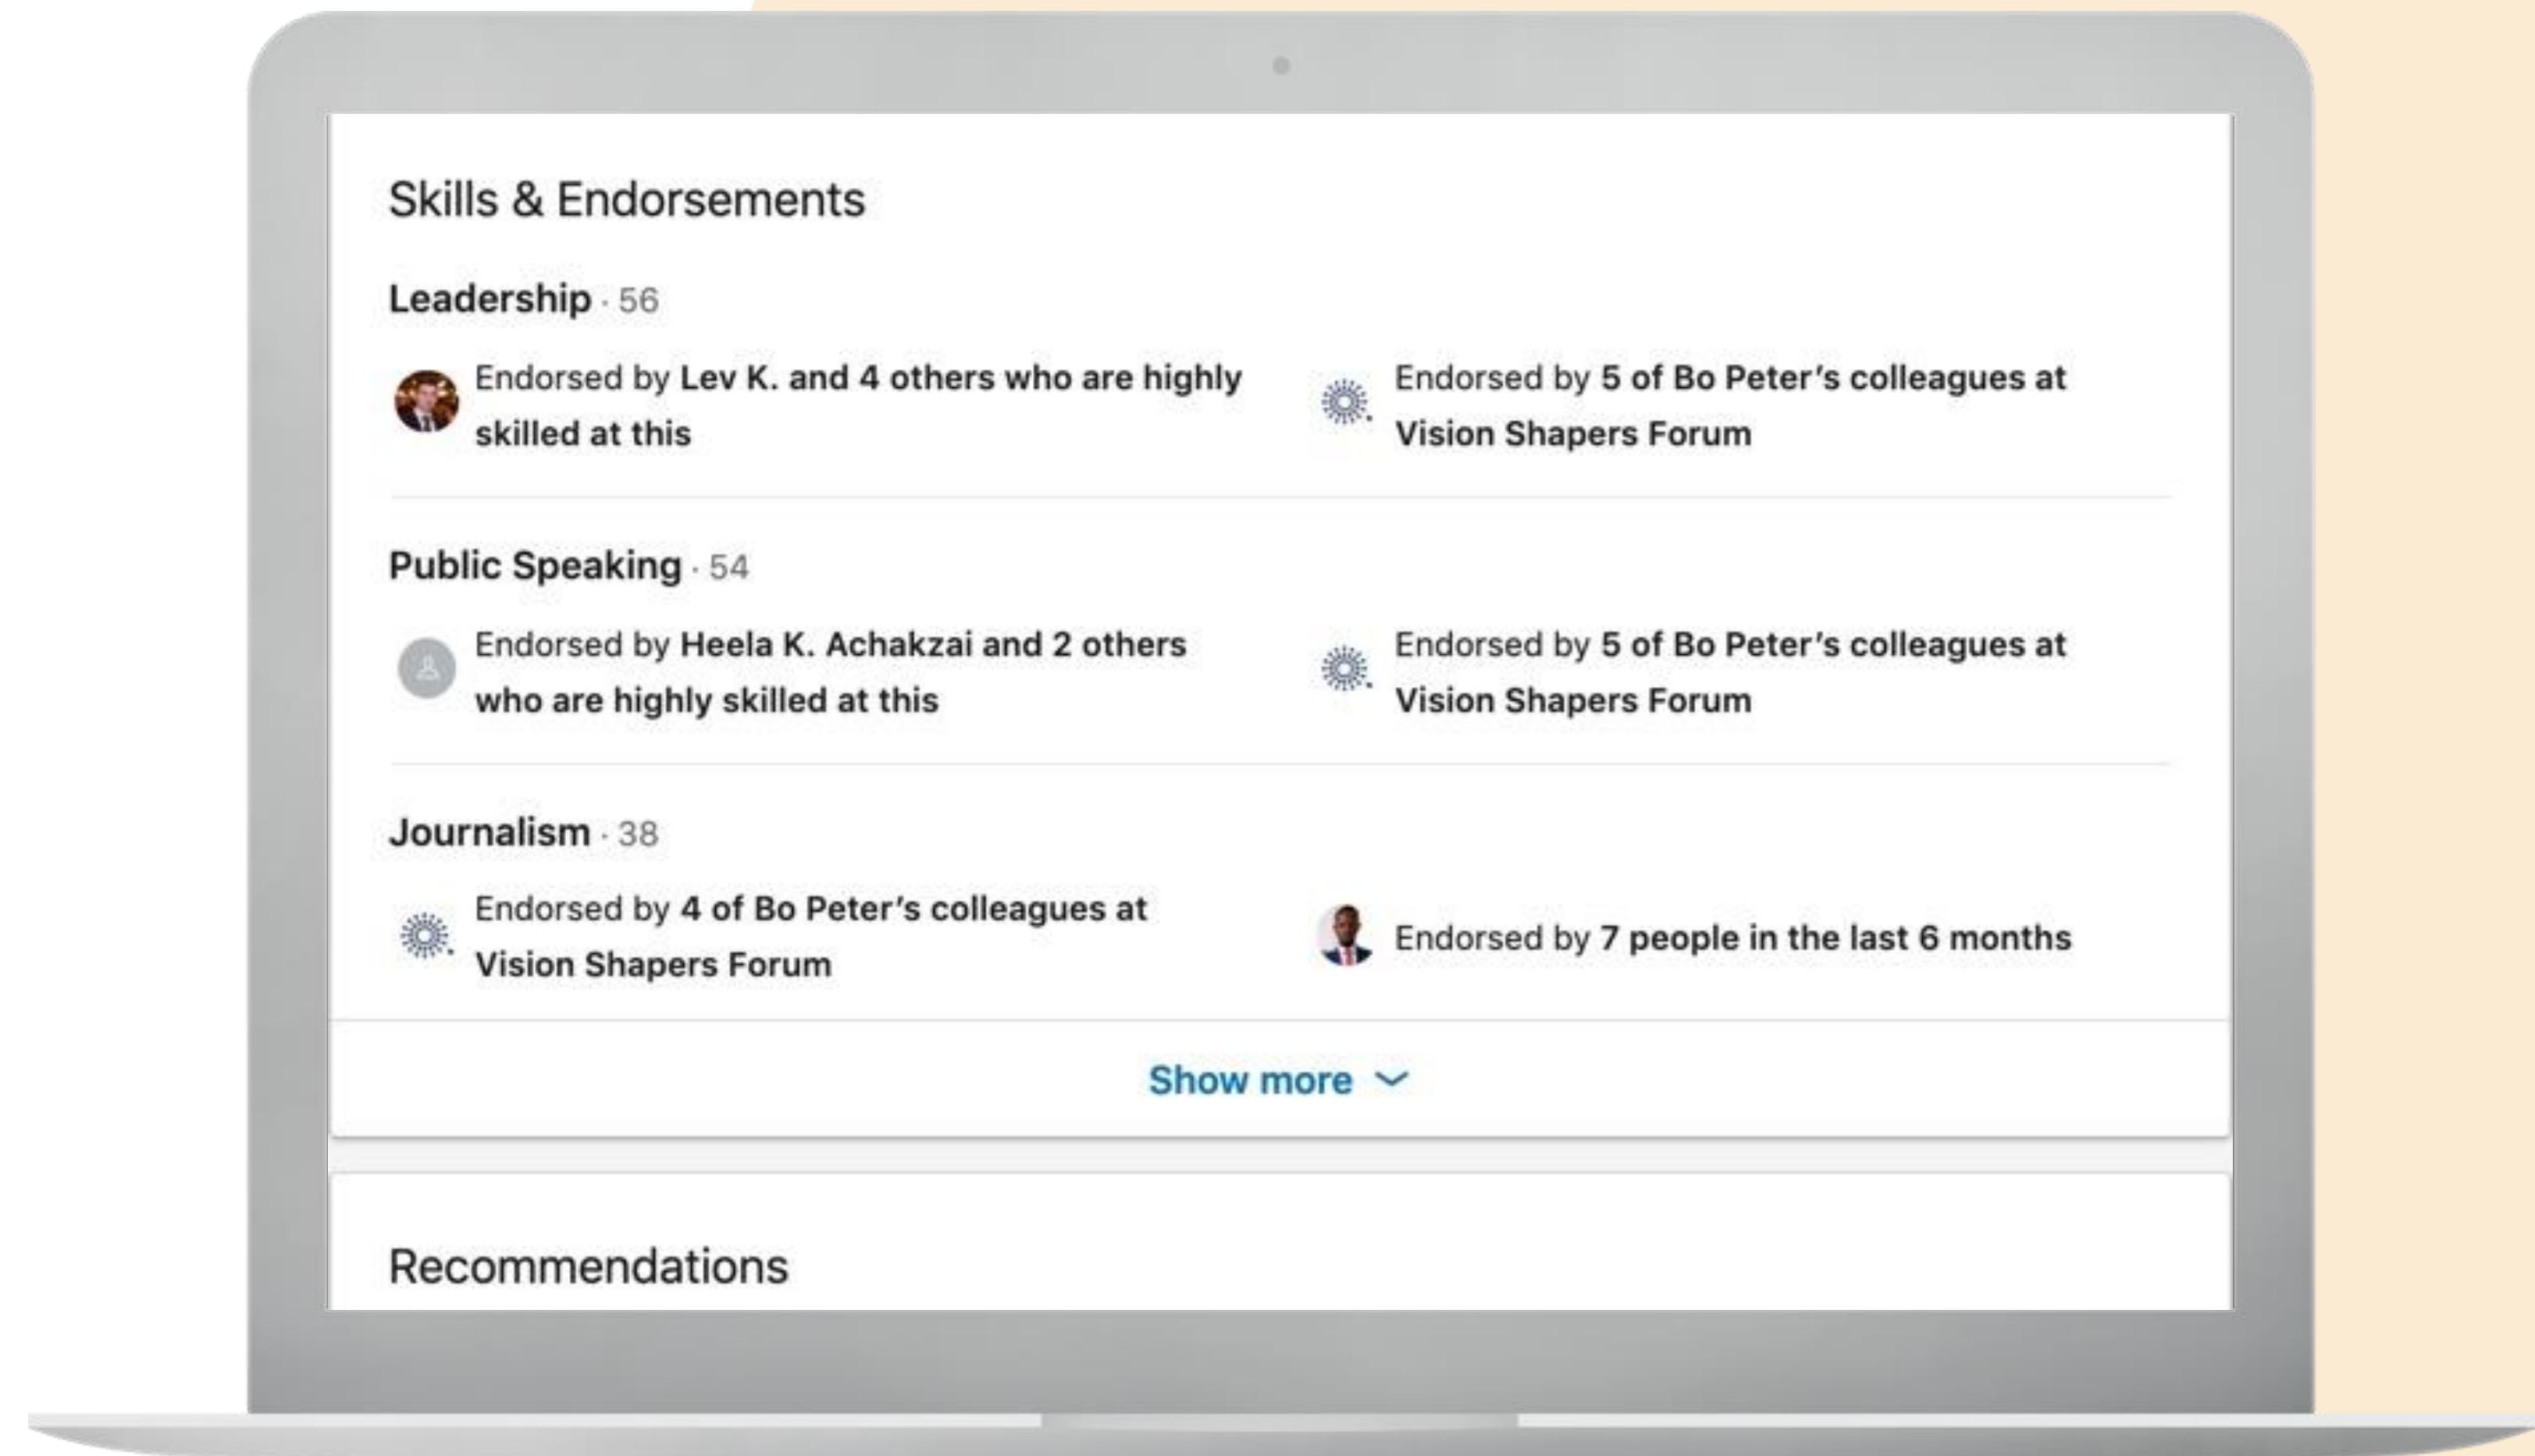 Skills & Endorsements
Leadership · 56
Endorsed by Lev K. and 4 others who are highly
skilled at this
Endorsed by 5 of Bo Peter's colleagues at
Vision Shapers Forum
Public Speaking · 54
Endorsed by Heela K. Achakzai and 2 others
who are highly skilled at this
Endorsed by 5 of Bo Peter's colleagues at
Vision Shapers Forum
Journalism · 38
Endorsed by 4 of Bo Peter's colleagues at
Vision Shapers Forum
Endorsed by 7 people in the last 6 months
Show more
Recommendations